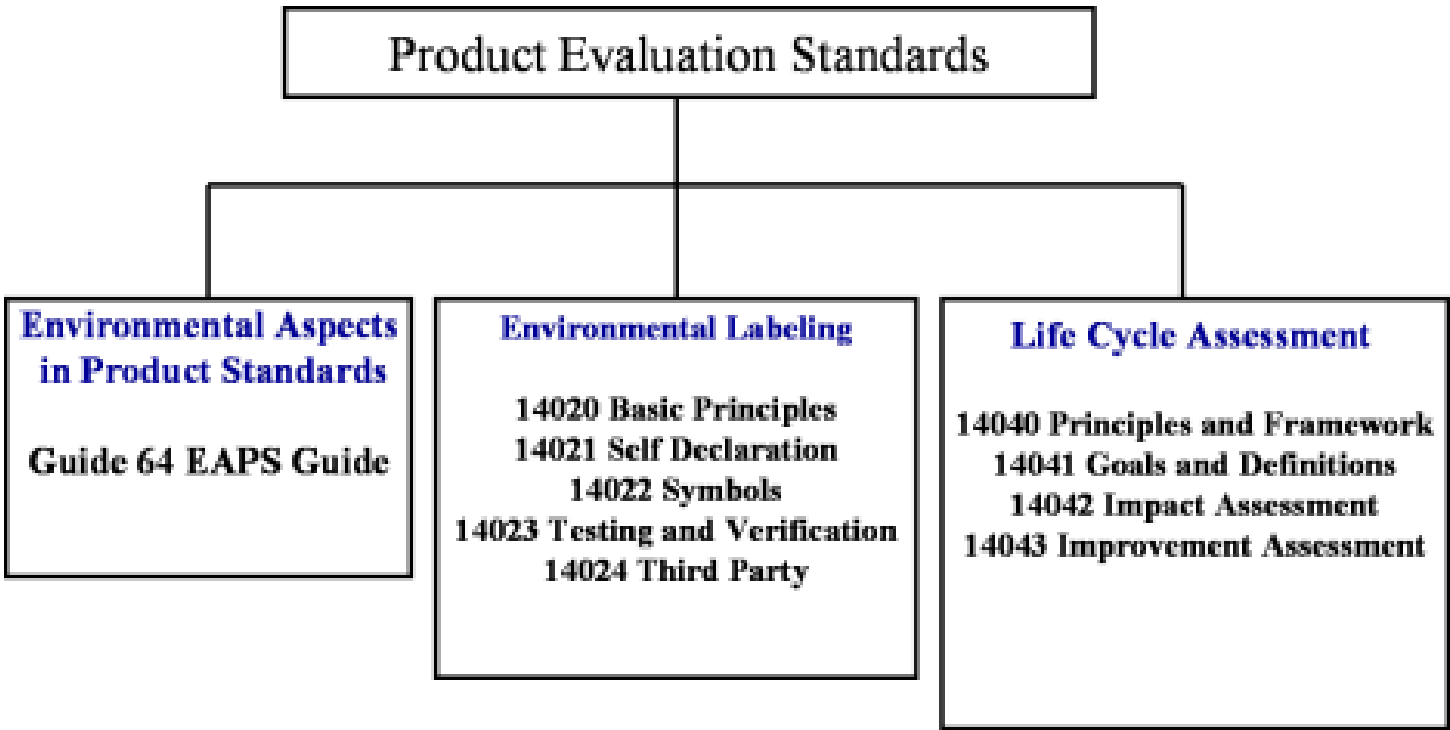 Product Evaluation Standards
Environmental Aspects
in Product Standards
Guide 64 EAPS Guide
Environmental Labeling
14020 Basic Principles
14021 Self Declaration
14022 Symbols
14023 Testing and Verification
14024 Third Party
Life Cycle Assessment
14040 Principles and Framework
14041 Goals and Definitions
14042 Impact Assessment
14043 Improvement Assessment